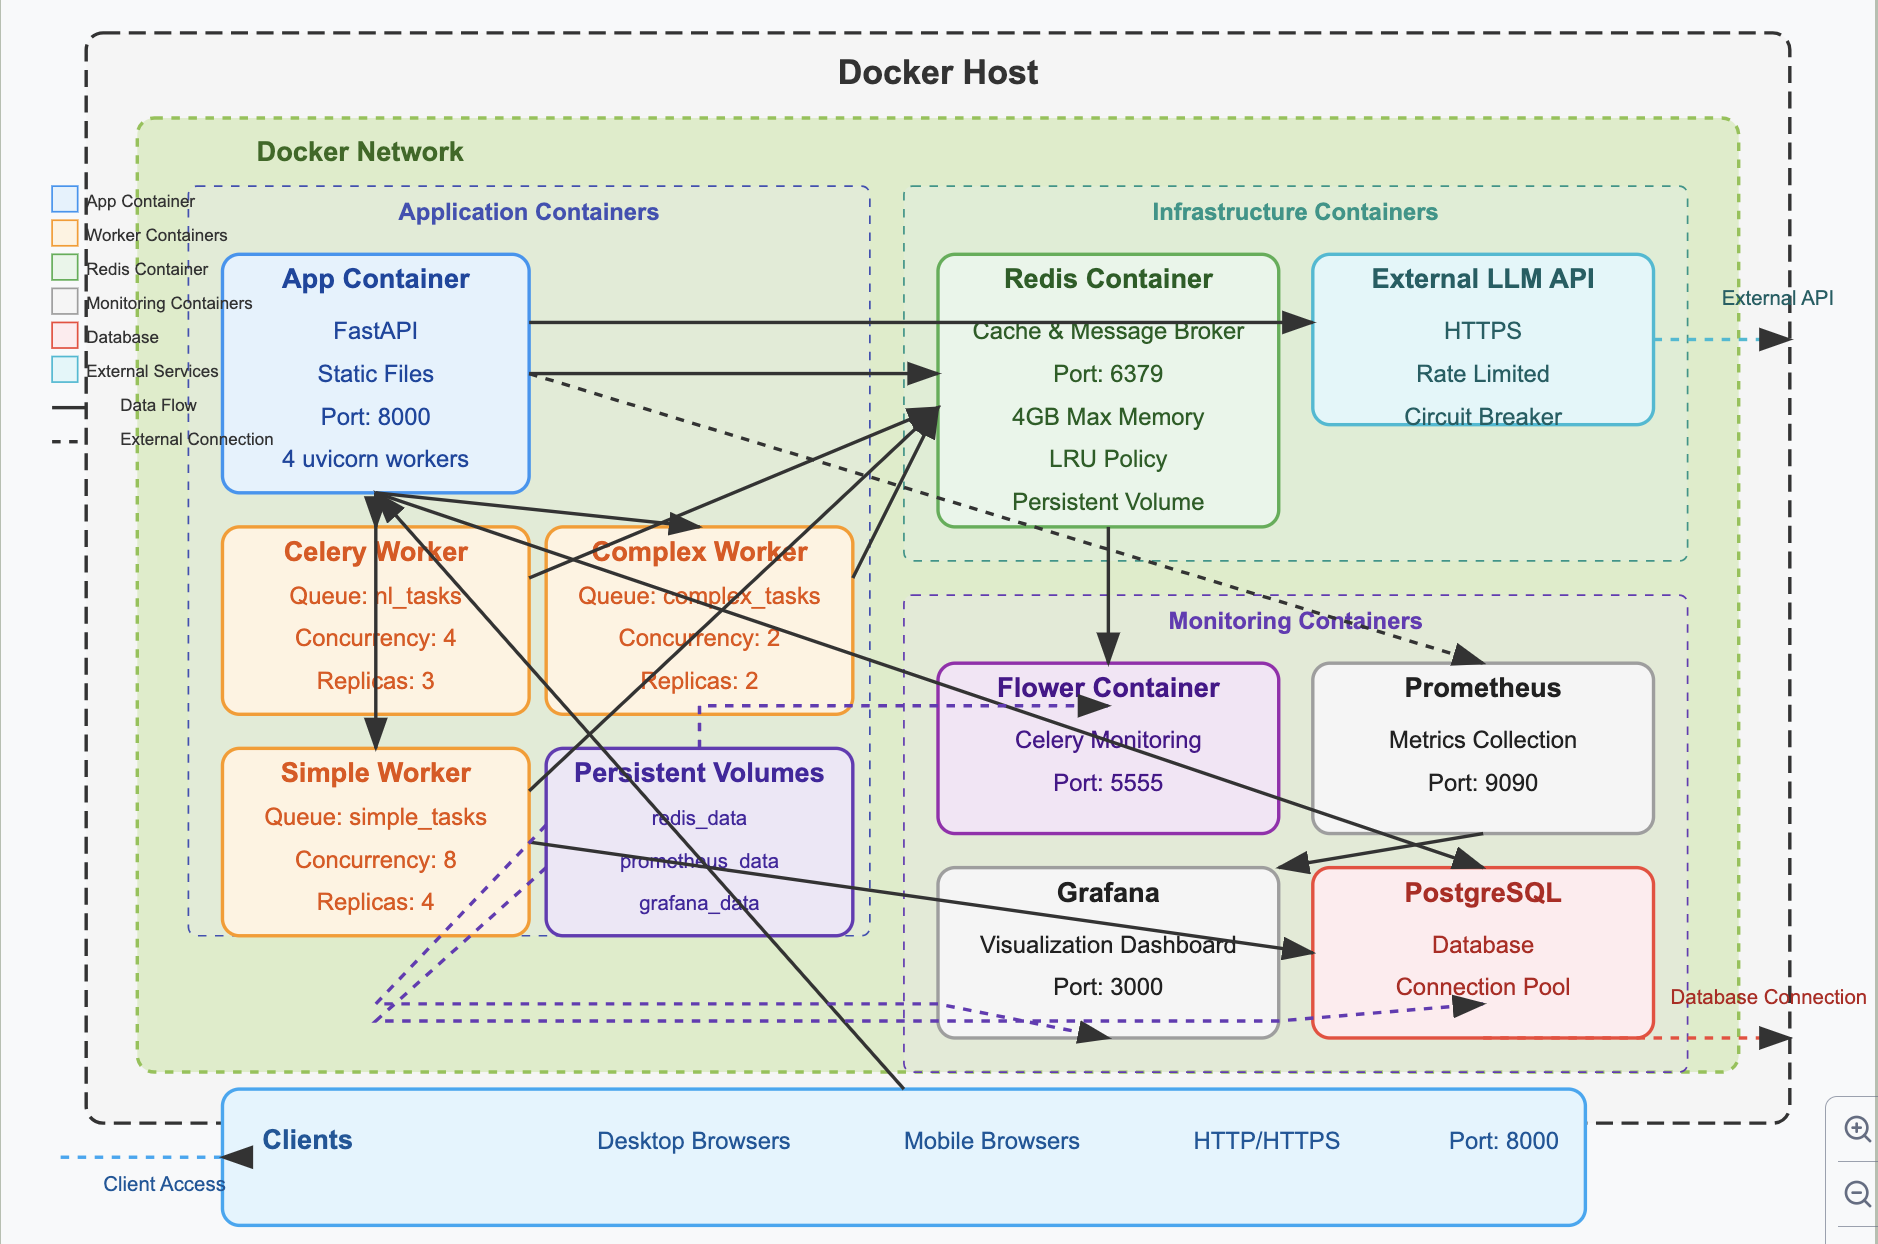 Docker Host
Docker Network
App Container
Worker Containers
Redis Container
Monitoring Containers
Database
External Services
Data Flow
External Connection
Application Containers
App Container
FastAPI
Static Files
Port: 8000
4 uvicorn workers
Celery Worker
Queue: nl_tasks
Concurrency: 4
Replicas: 3
Complex Worker
Queue: complex_tasks
Concurrency: 2
Replicas: 2
Simple Worker
Queue: simple_tasks
Concurrency: 8
Replicas: 4
Persistent Volumes
redis_data
prometheus_data
grafana_data
Infrastructure Containers
Redis Container
Cache & Message Broker
Port: 6379
4GB Max Memory
LRU Policy
Persistent Volume
External LLM API
HTTPS
Rate Limited
Circuit Breaker
External API
Monitoring Containers
Flower Container
Celery Monitoring
Port: 5555
Prometheus
Metrics Collection
Port: 9090
Grafana
Visualization Dashboard
Port: 3000
PostgreSQL
Database
Connection Pool
Database Connection
Clients
Desktop Browsers
Mobile Browsers
HTTP/HTTPS
Port: 8000
Client Access